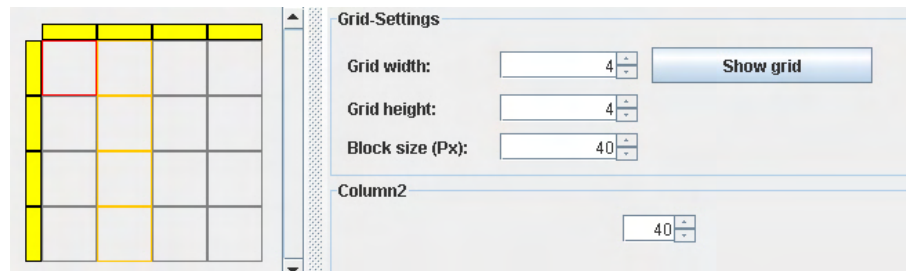 Grid-Settings
Grid width: 4 Show grid
Grid height: 4
Block size (Px): 40
Column2
40